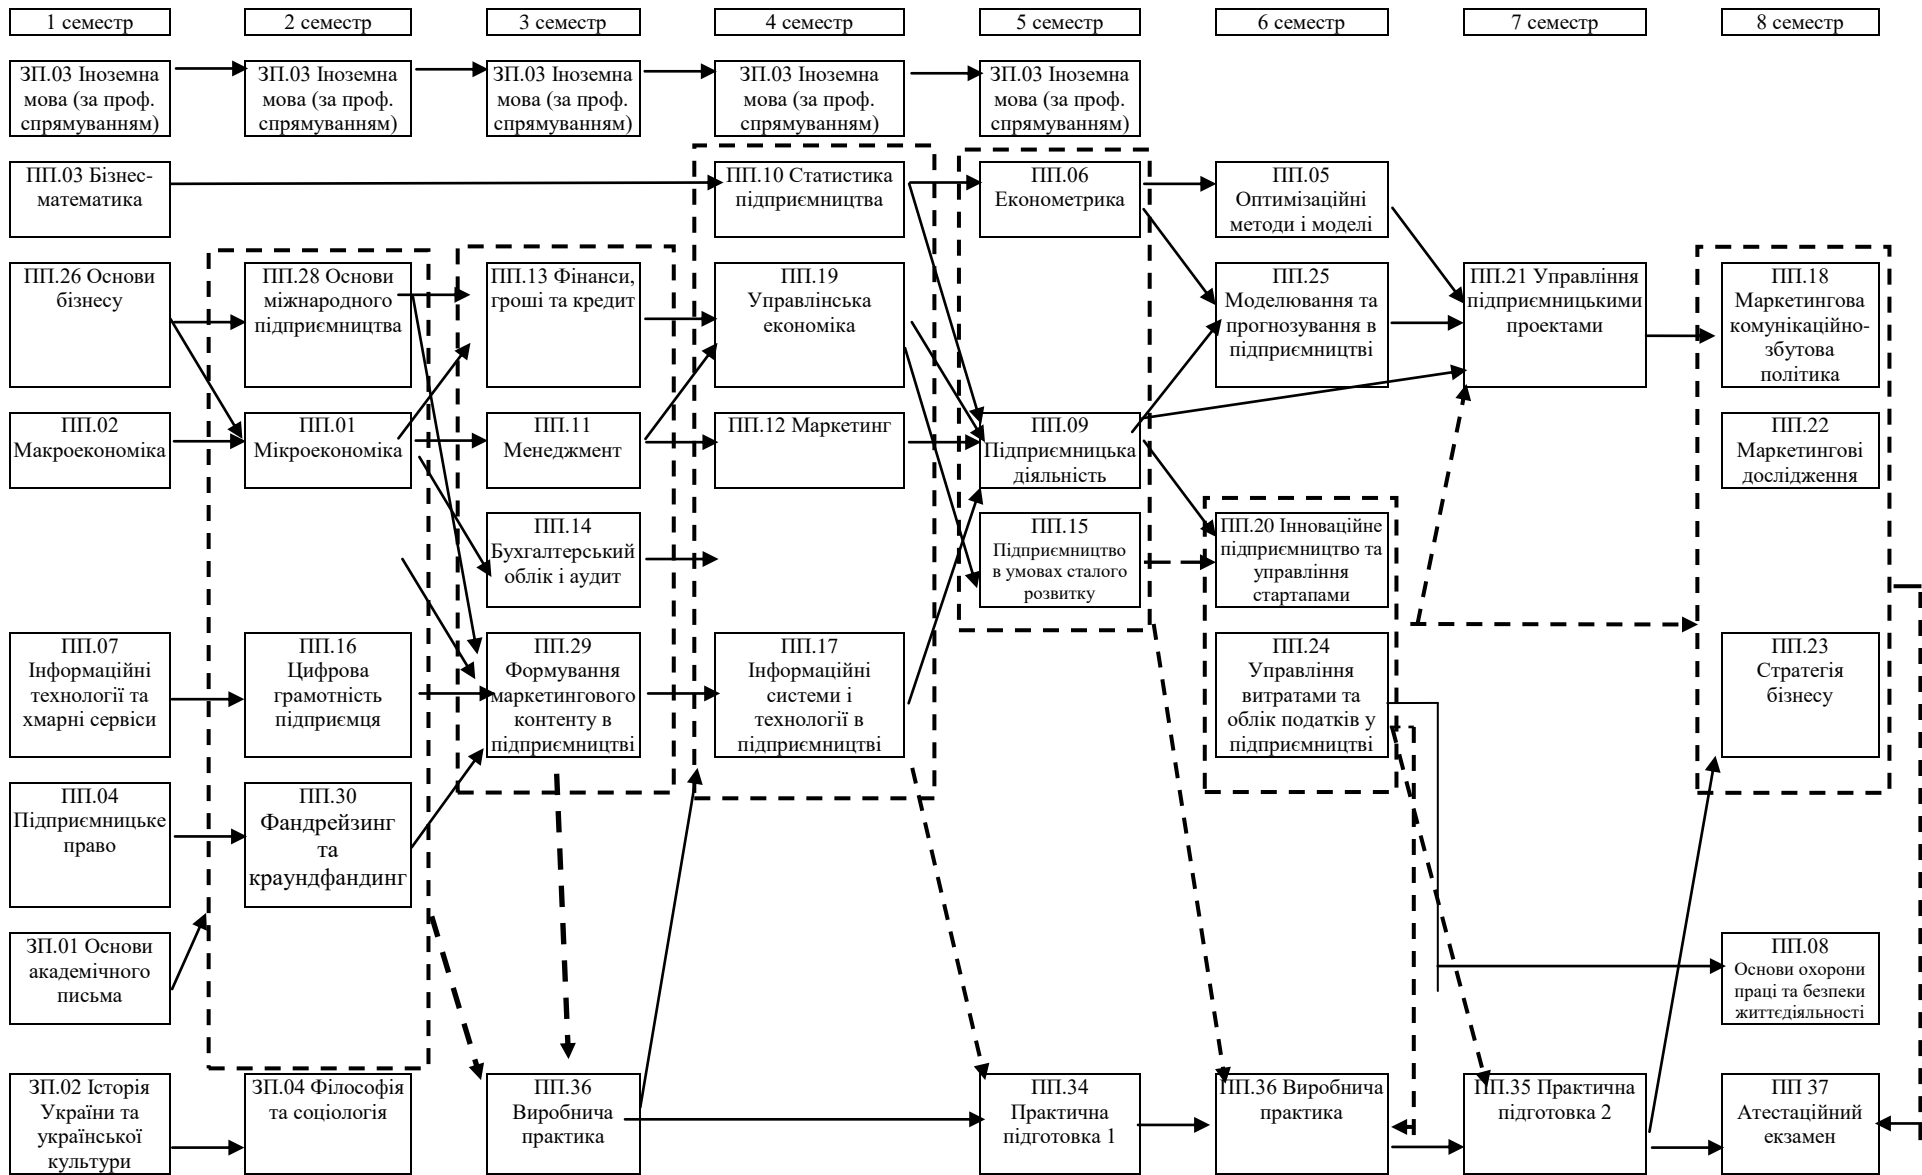 1 семестр
2 семестр
3 семестр
4 семестр
5 семестр
6 семестр
7 семестр
8 семестр
ЗП.03 Іноземна
мова (за проф.
спрямуванням)
ЗП.03 Іноземна
мова (за проф.
спрямуванням)
ЗП.03 Іноземна
мова (за проф.
спрямуванням)
ЗП.03 Іноземна
мова (за проф.
спрямуванням)
ЗП.03 Іноземна
мова (за проф.
спрямуванням)
ПП.03 Бізнес-
математика
ПП.10 Статистика
підприємництва
ПП.06
Економетрика
ПП.05
Оптимізаційні
методи і моделі
ПП.26 Основи
бізнесу
ПП.28 Основи
міжнародного
підприємництва
ПП.13 Фінанси,
гроші та кредит
ПП.19
Управлінська
економіка
ПП.25
Моделювання та
прогнозування в
підприємництві
ПП.21 Управління
підприємницькими
проектами
ПП.18
Маркетингова
комунікаційно-
збутова
політика
ПП.02
Макроекономіка
ПП.01
Мікроекономіка
ПП.11
Менеджмент
ПП.12 Маркетинг
ПП.09
Підприємницька
діяльність
ПП.22
Маркетингові
дослідження
ПП.14
Бухгалтерський
облік і аудит
ПП.15
Підприємництво
в умовах сталого
розвитку
ПП.20 Інноваційне
підприємництво та
управління
стартапами
ПП.07
Інформаційні
технології та
хмарні сервіси
ПП.16
Цифрова
грамотність
підприємця
ПП.29
Формування
маркетингового
контенту в
підприємництві
ПП.17
Інформаційні
системи і
технології в
підприємництві
ПП.24
Управління
витратами та
облік податків у
підприємництві
ПП.23
Стратегія
бізнесу
ПП.04
Підприємницьке
право
ПП.30
Фандрейзинг
та
краундфандинг
ЗП.01 Основи
академічного
письма
ПП.08
Основи охорони
праці та безпеки
життєдіяльності
ЗП.02 Історія
України та
української
культури
ЗП.04 Філософія
та соціологія
ПП.36
Виробнича
практика
ПП.34
Практична
підготовка 1
ПП.36 Виробнича
практика
ПП.35 Практична
підготовка 2
ПП 37
Атестаційний
екзамен